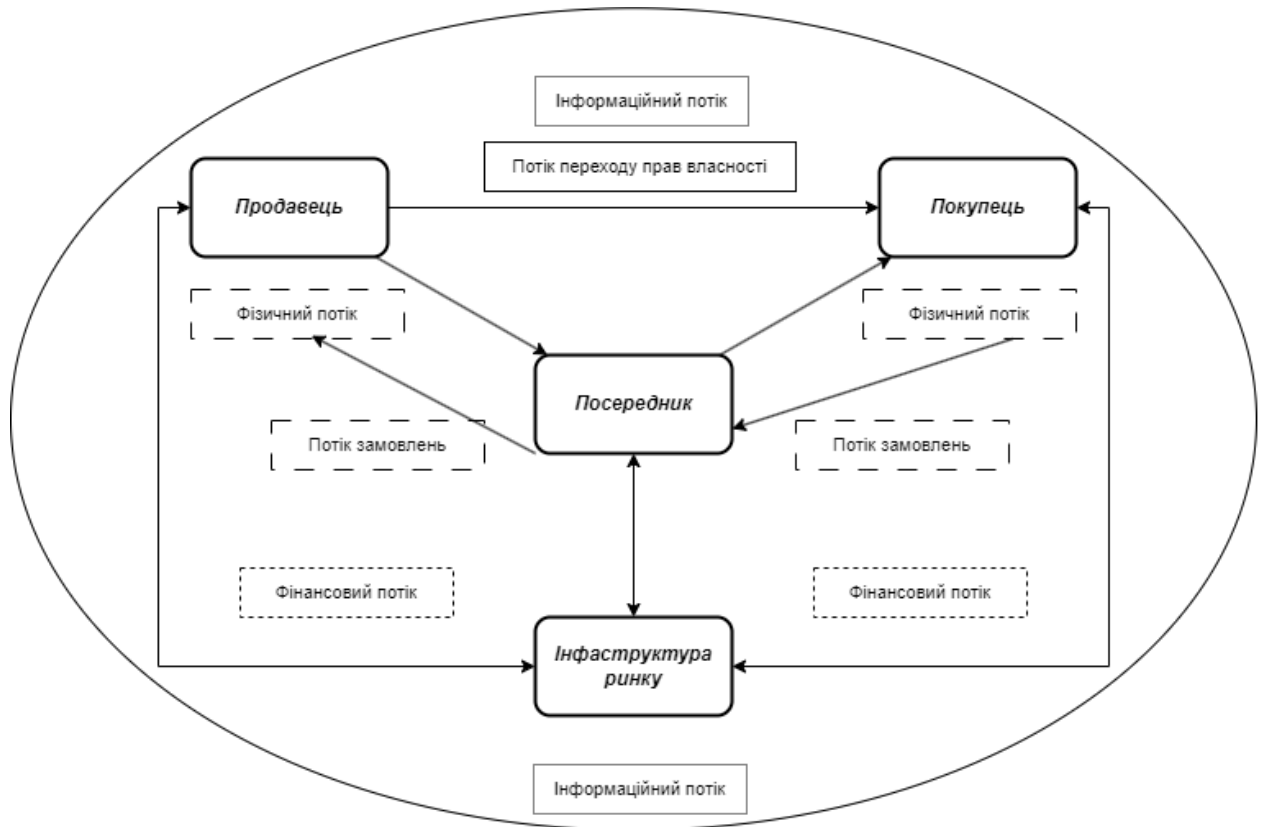 Інформаційний потік
Потік переходу прав власності
Продавець
Покупець
Фізичний потік
Фізичний потік
Посередник
Потік замовлень
Потік замовлень
Фінансовий потік
Фінансовий потік
Інфаструктура
ринку
Інформаційний потік